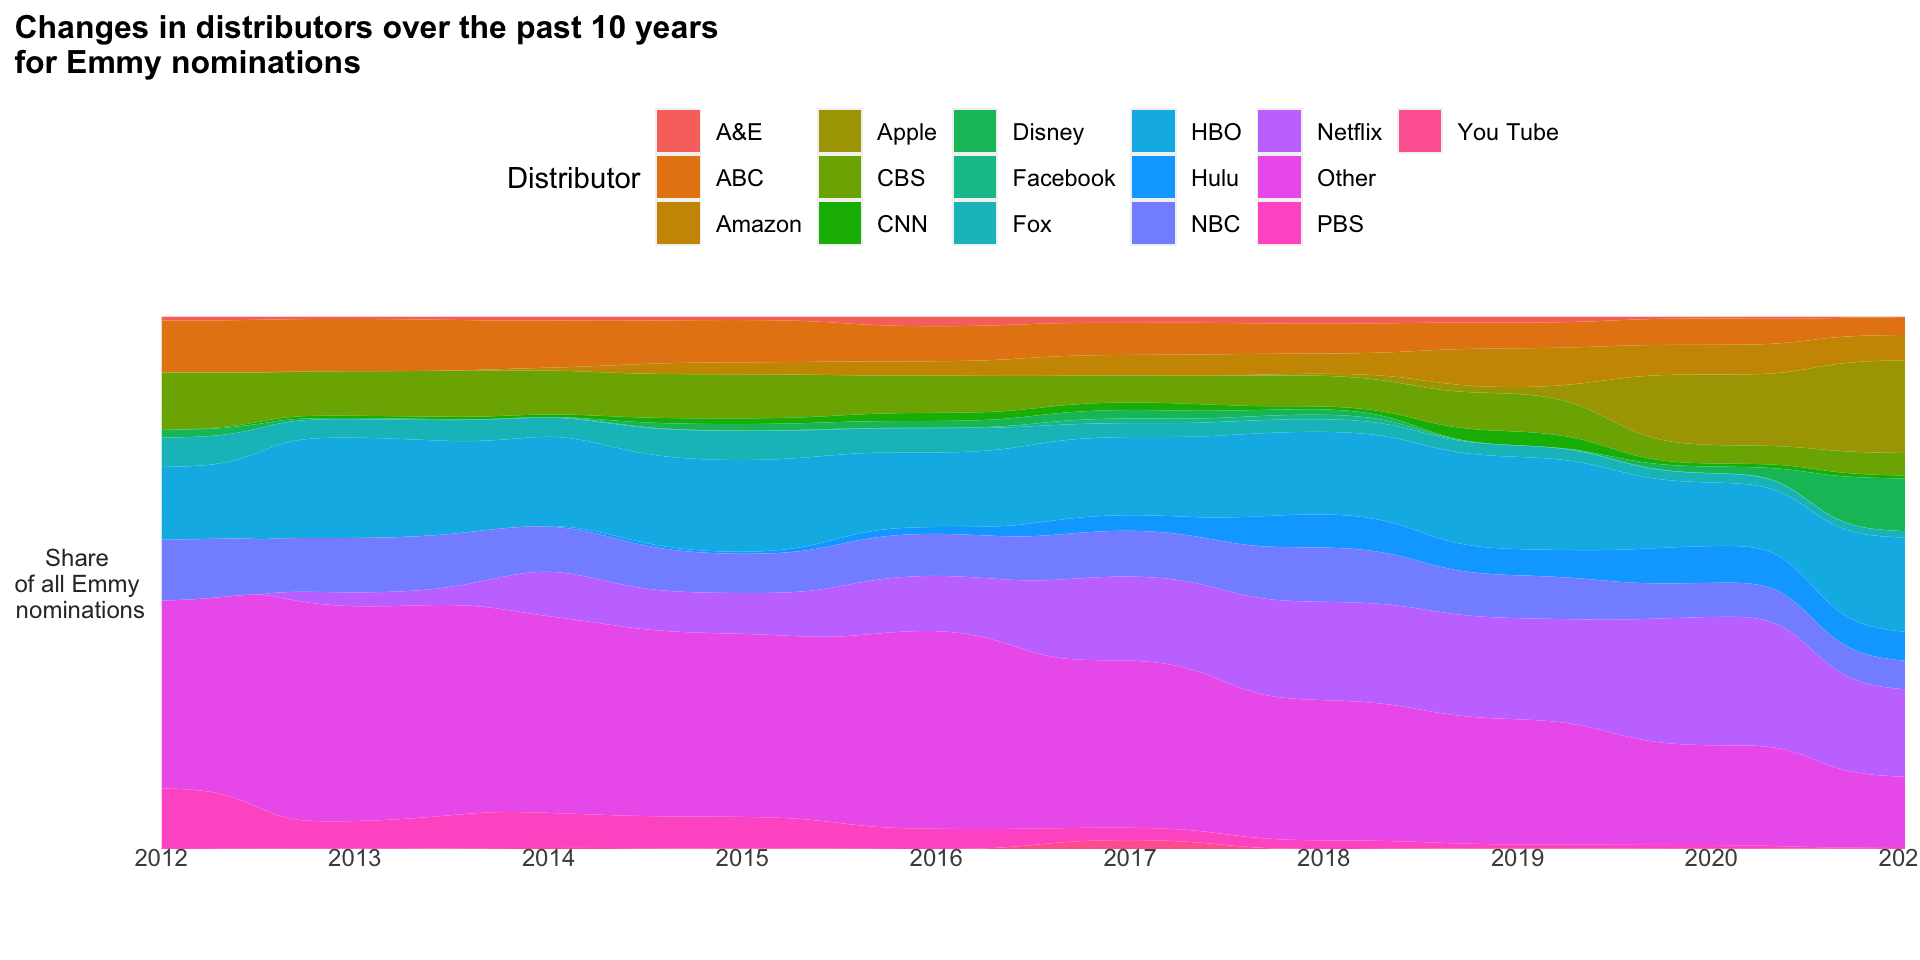 Changes in distributors over the past 10 years
for Emmy nominations
Distributor
A&E
ABC
Amazon
Apple
CBS
CNN
Disney
Facebook
Fox
HBO
Hulu
NBC
Netflix
Other
PBS
You Tube
Share
of all Emmy
nominations
2012 2013 2014 2015 2016 2017 2018 2019 2020 202